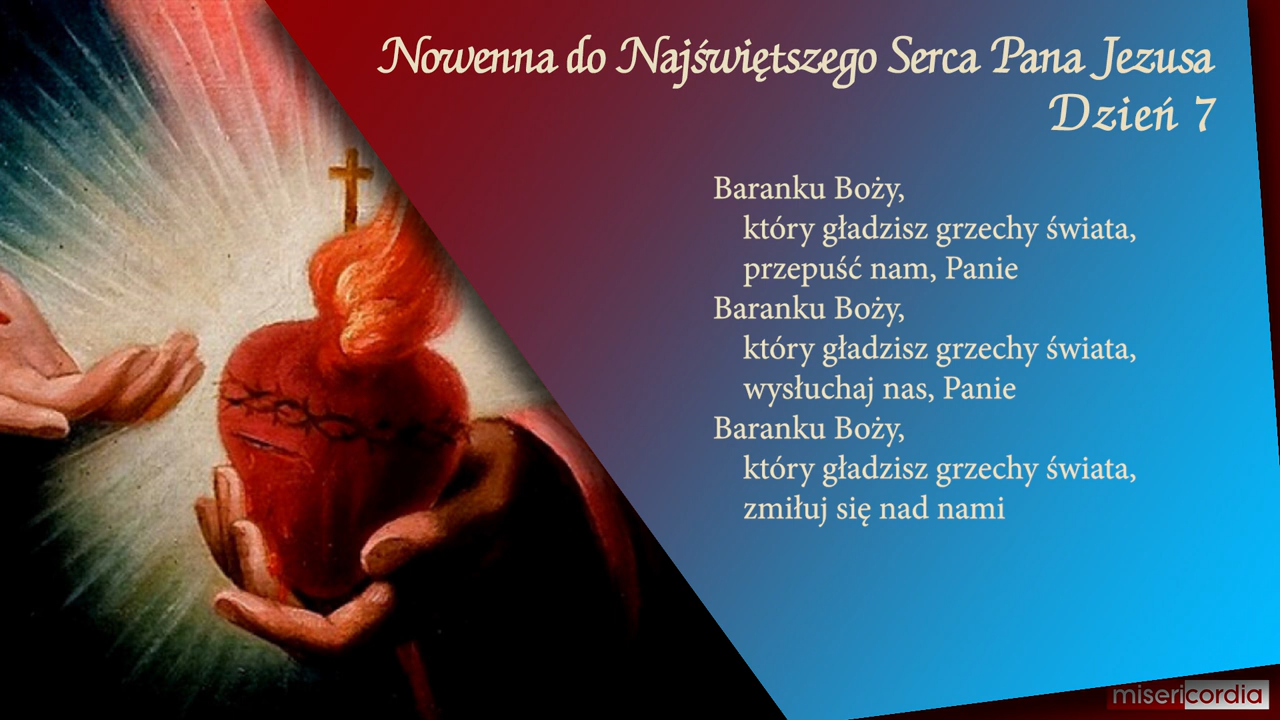 Nowenna do Najświętszego Serca Pana Jezusa
Dzień 7
Baranku Boży,
który gładzisz grzechy świata,
przepuść nam, Panie
Baranku Boży,
który gładzisz grzechy świata,
wysłuchaj nas, Panie
Baranku Boży,
który gładzisz grzechy świata,
zmiłuj się nad nami
misericordia